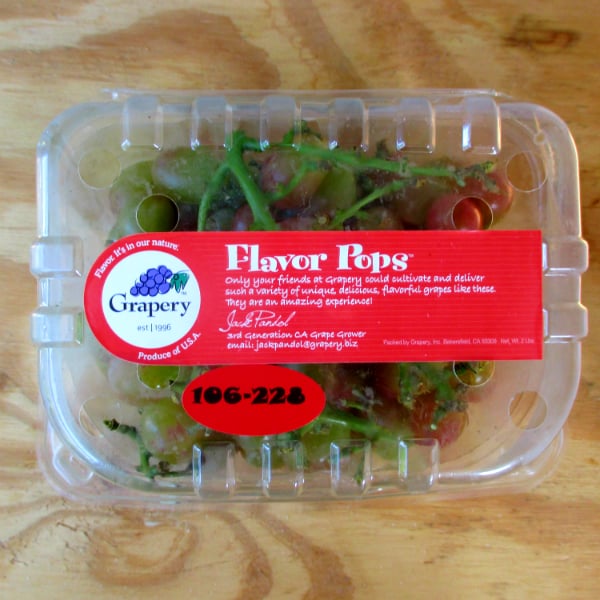 Flavor. it's in our nature.
Grapery
est | 1996
Produce of U.S.A.
Flavor Pops™
Only your friends at Grapery could cultivate and deliver
such a variety of unique, delicious, flavorful grapes like these.
They are an amazing experience!
Jack Pandol
3rd Generation CA Grape Grower
email: jackpandol@grapery.biz
Packed by Grapery, Inc. Bakersfield, CA 93308 Net. Wt. 2 Lbs.
106-228